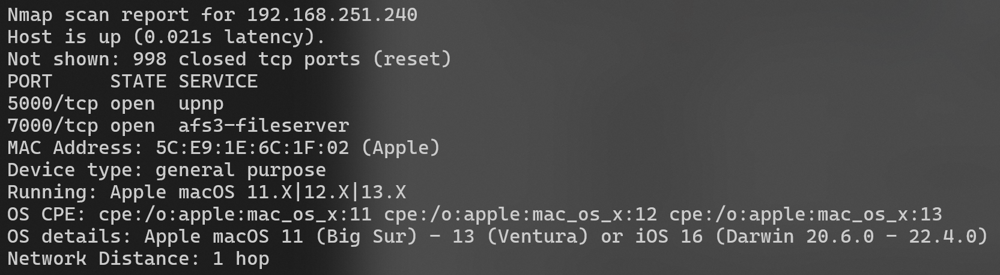 Nmap scan report for 192.168.251.240
Host is up (0.021s latency).
Not shown: 998 closed tcp ports (reset)
PORT     STATE SERVICE
5000/tcp open  upnp
7000/tcp open  afs3-fileserver
MAC Address: 5C:E9:1E:6C:1F:02 (Apple)
Device type: general purpose
Running: Apple macOS 11.X|12.X|13.X
OS CPE: cpe:/o:apple:mac_os_x:11 cpe:/o:apple:mac_os_x:12 cpe:/o:apple:mac_os_x:13
OS details: Apple macOS 11 (Big Sur) - 13 (Ventura) or iOS 16 (Darwin 20.6.0 - 22.4.0)
Network Distance: 1 hop